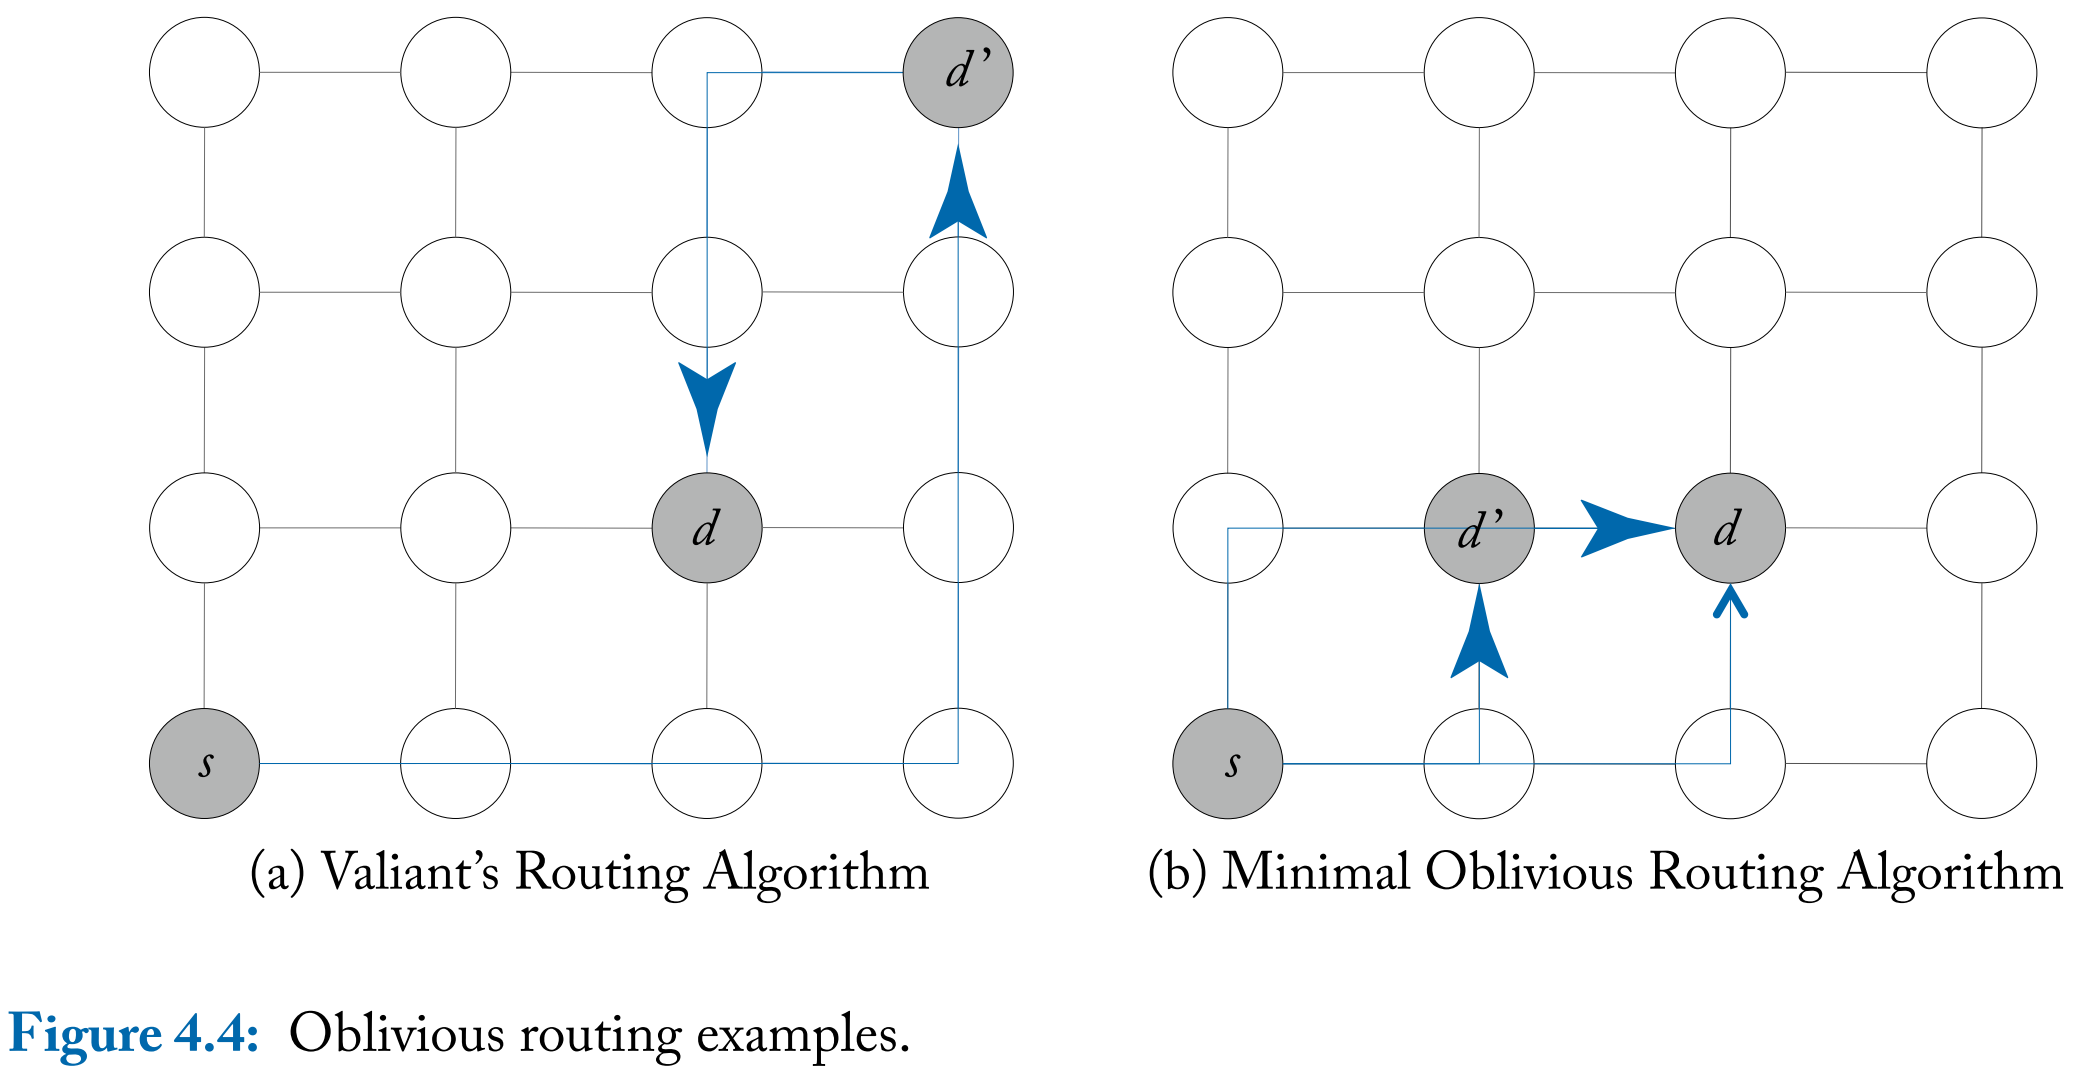 d’
d
s
d’
d
s
(a) Valiant’s Routing Algorithm
(b) Minimal Oblivious Routing Algorithm
Figure 4.4: Oblivious routing examples.